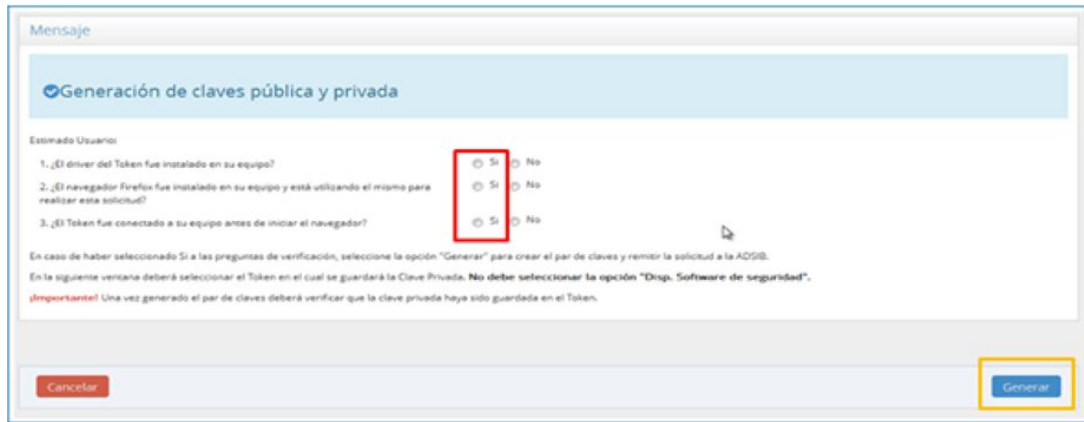 Mensaje
Generación de claves pública y privada
Estimado Usuario:
1. ¿El driver del Token fue instalado en su equipo? Si No
2. ¿El navegador Firefox fue instalado en su equipo y está utilizando el mismo para Si No
realizar esta solicitud?
3. ¿El Token fue conectado a su equipo antes de iniciar el navegador? Si No
En caso de haber seleccionado Si a las preguntas de verificación, seleccione la opción "Generar" para crear el par de claves y remitir la solicitud a la ADSIB.
En la siguiente ventana deberá seleccionar el Token en el cual se guardará la Clave Privada. No debe seleccionar la opción "Disp. Software de seguridad".
¡Importante! Una vez generado el par de claves deberá verificar que la clave privada haya sido guardada en el Token.
Cancelar Generar